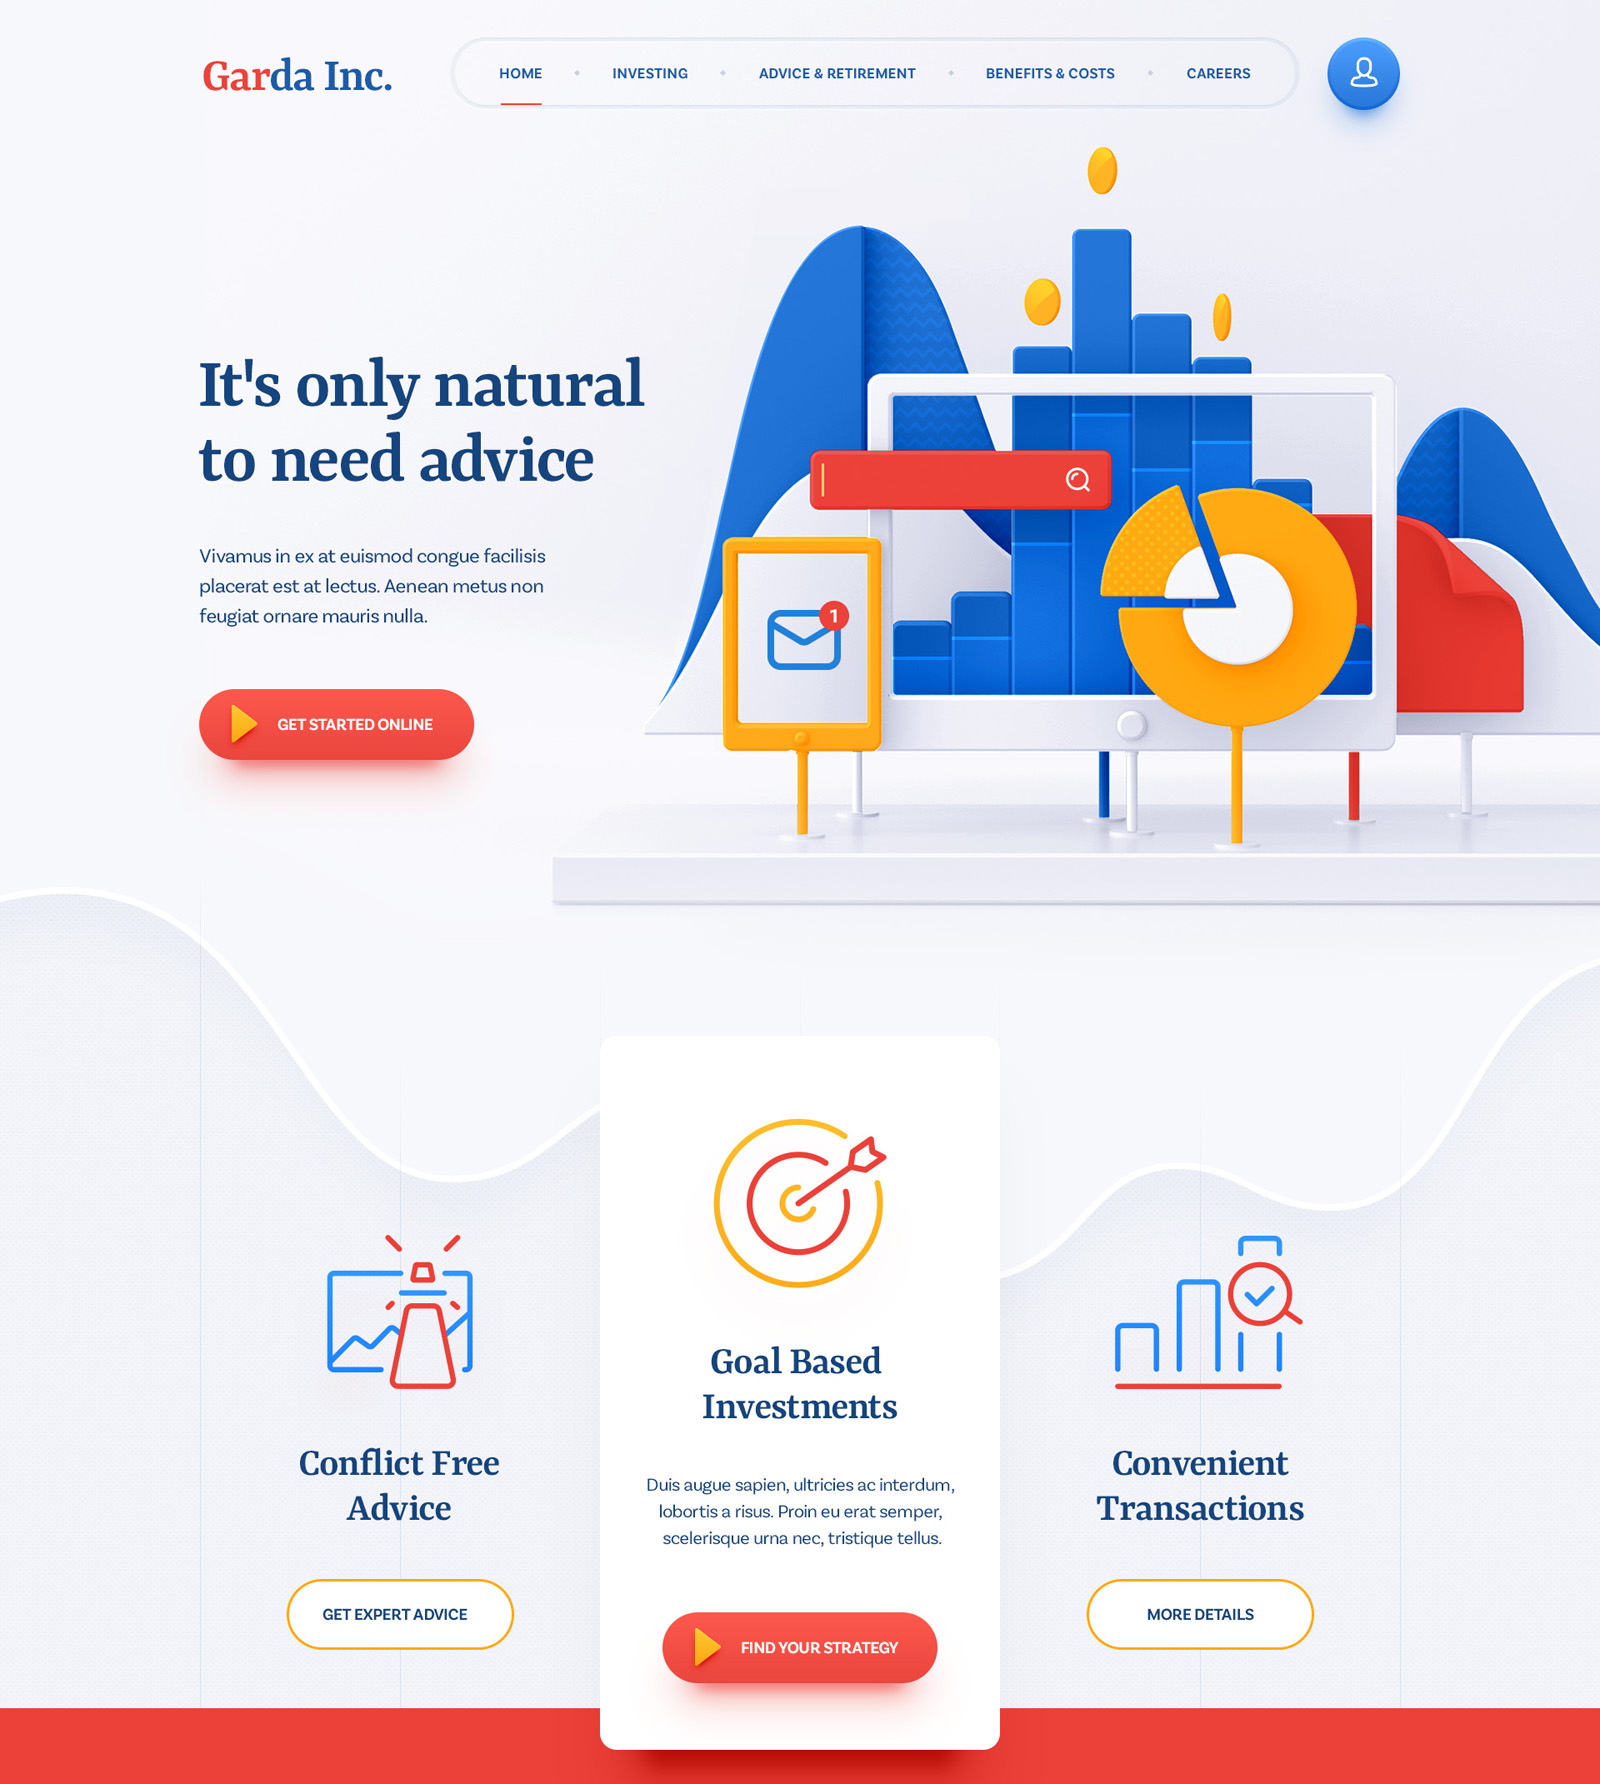 Garda Inc.
HOME
INVESTING
ADVICE & RETIREMENT
BENEFITS & COSTS
CAREERS
It's only natural
to need advice
Vivamus in ex at euismod congue facilisis
placerat est at lectus. Aenean metus non
feugiat ornare mauris nulla.
GET STARTED ONLINE
1
Conflict Free
Advice
GET EXPERT ADVICE
Goal Based
Investments
Duis augue sapien, ultricies ac interdum,
lobortis a risus. Proin eu erat semper,
scelerisque urna nec, tristique tellus.
FIND YOUR STRATEGY
Convenient
Transactions
MORE DETAILS